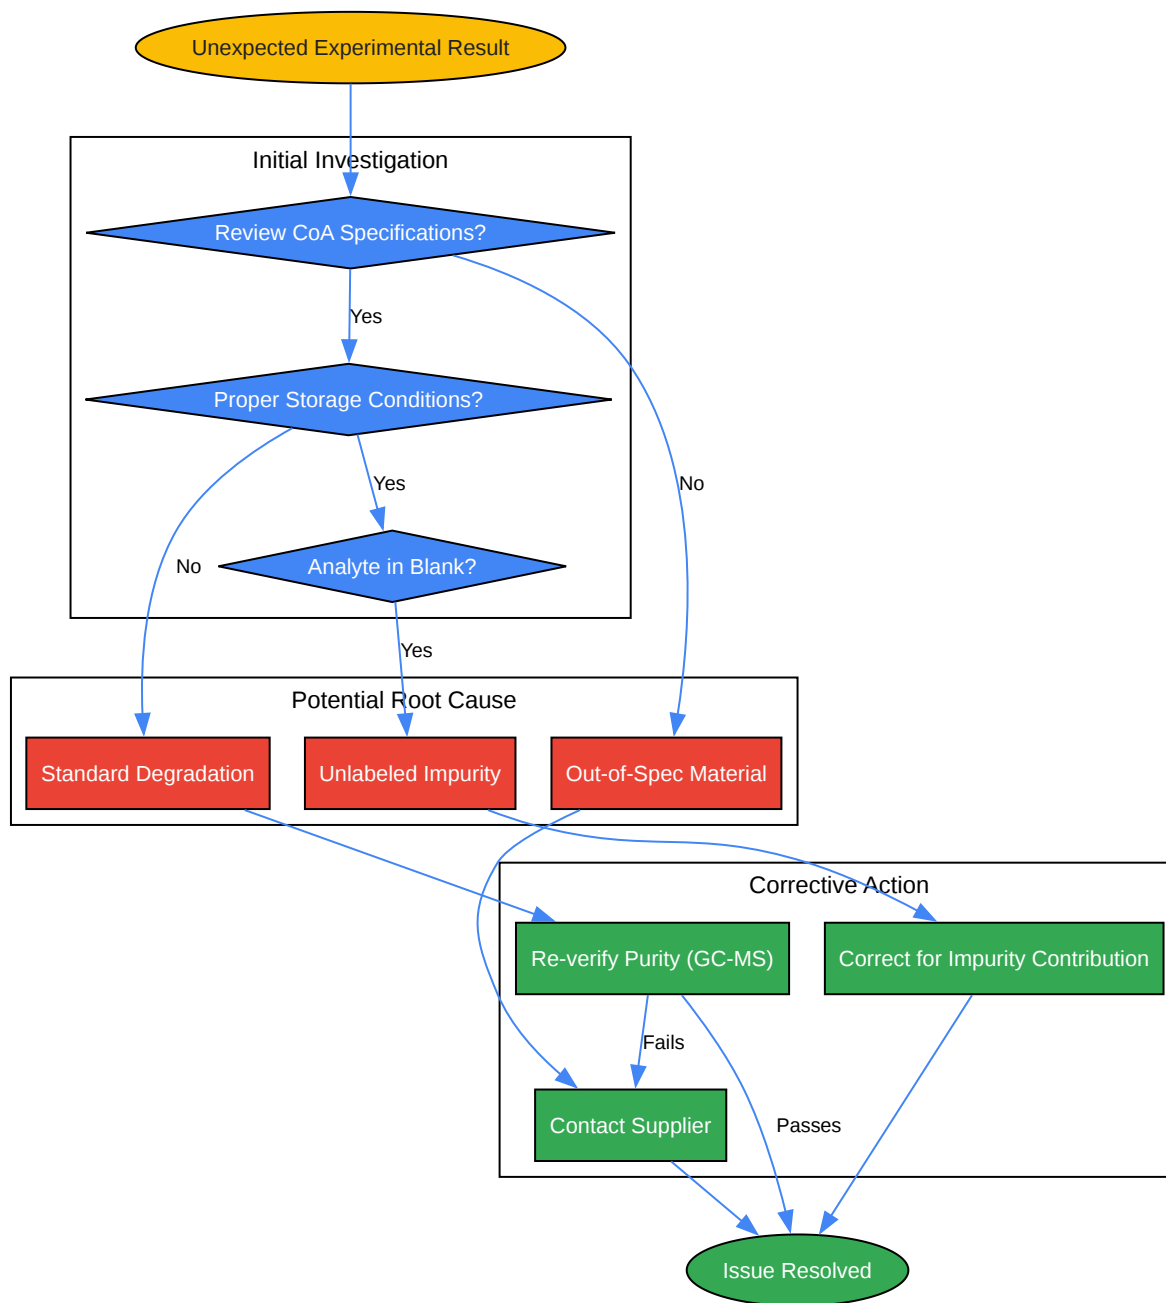 Unexpected Experimental Result
Initial Investigation
Review CoA Specifications?
Yes
Proper Storage Conditions?
Yes
No
No
Analyte in Blank?
Yes
Potential Root Cause
Standard Degradation
Unlabeled Impurity
Out-of-Spec Material
Corrective Action
Re-verify Purity (GC-MS)
Correct for Impurity Contribution
Fails
Contact Supplier
Passes
Issue Resolved